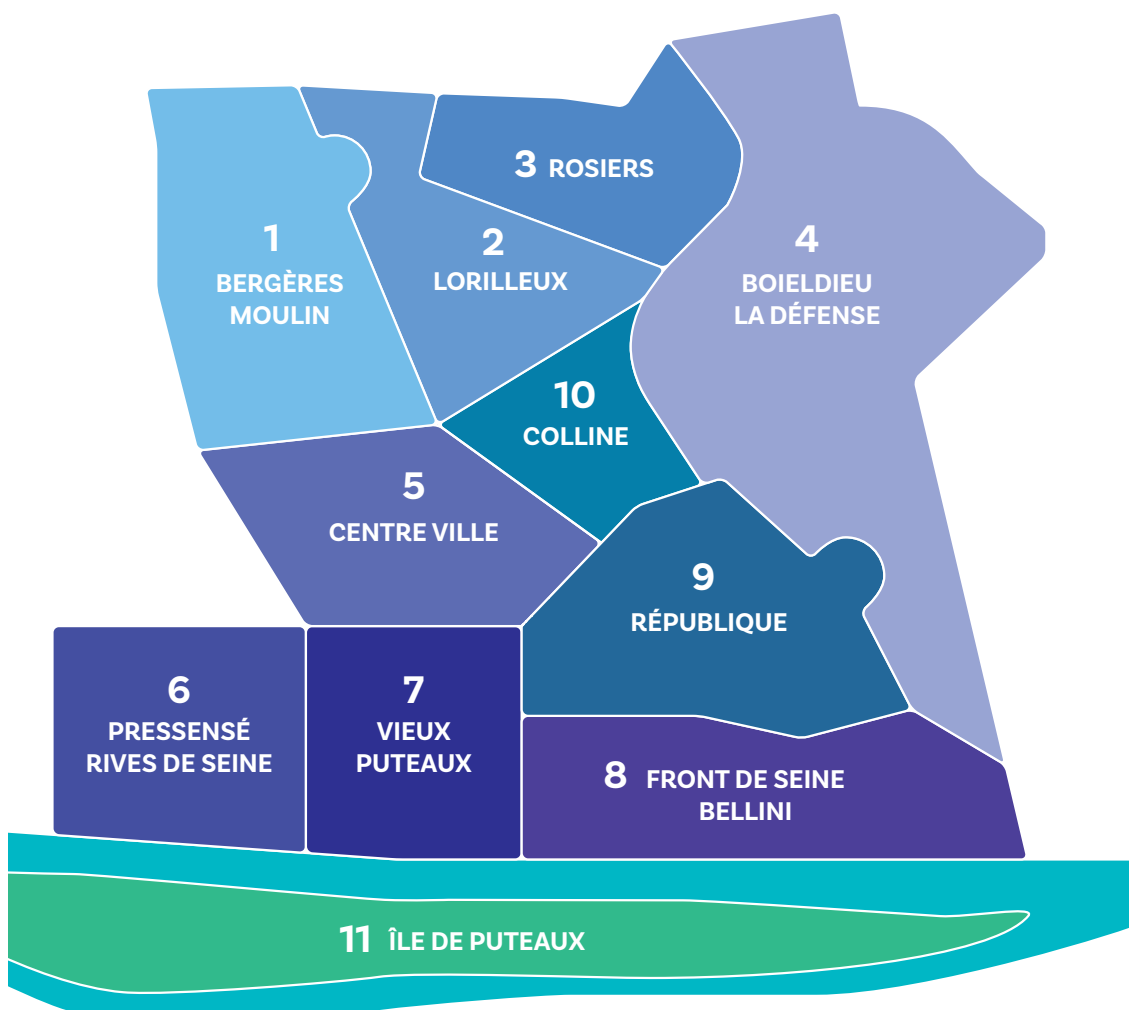 1
BERGÈRES
MOULIN
2
LORILLEUX
3 ROSIERS
4
BOIELDIEU
LA DÉFENSE
5
CENTRE VILLE
6
PRESSENSÉ
RIVES DE SEINE
7
VIEUX
PUTEAUX
8 FRONT DE SEINE
BELLINI
9
RÉPUBLIQUE
10
COLLINE
11 ÎLE DE PUTEAUX